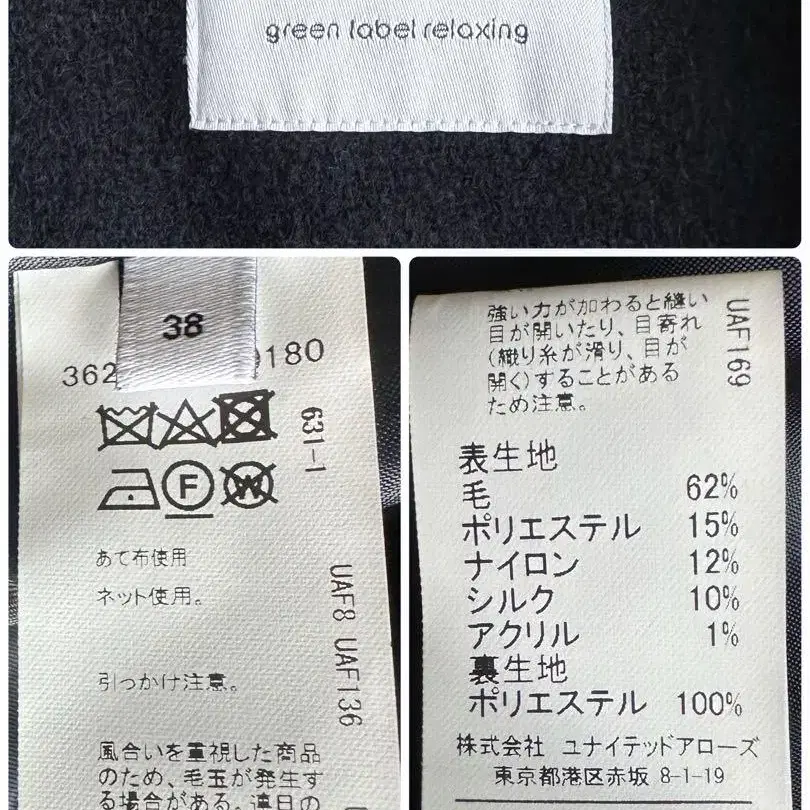 green label relaxing
38
362
180
631-1
F
W
あて布使用
ネット使用。
引っかけ注意。
UAF8 UAF136
風合いを重視した商品
のため、毛玉が発生す
る場合がある。連日の
強い力が加わると縫い
目が開いたり、目寄れ
(織り糸が滑り、目が
開く)することがある
ため注意。
UAF169
表生地
毛 62%
ポリエステル 15%
ナイロン 12%
シルク 10%
アクリル 1%
裏生地
ポリエステル 100%
株式会社 ユナイテッドアローズ
東京都港区赤坂 8-1-19